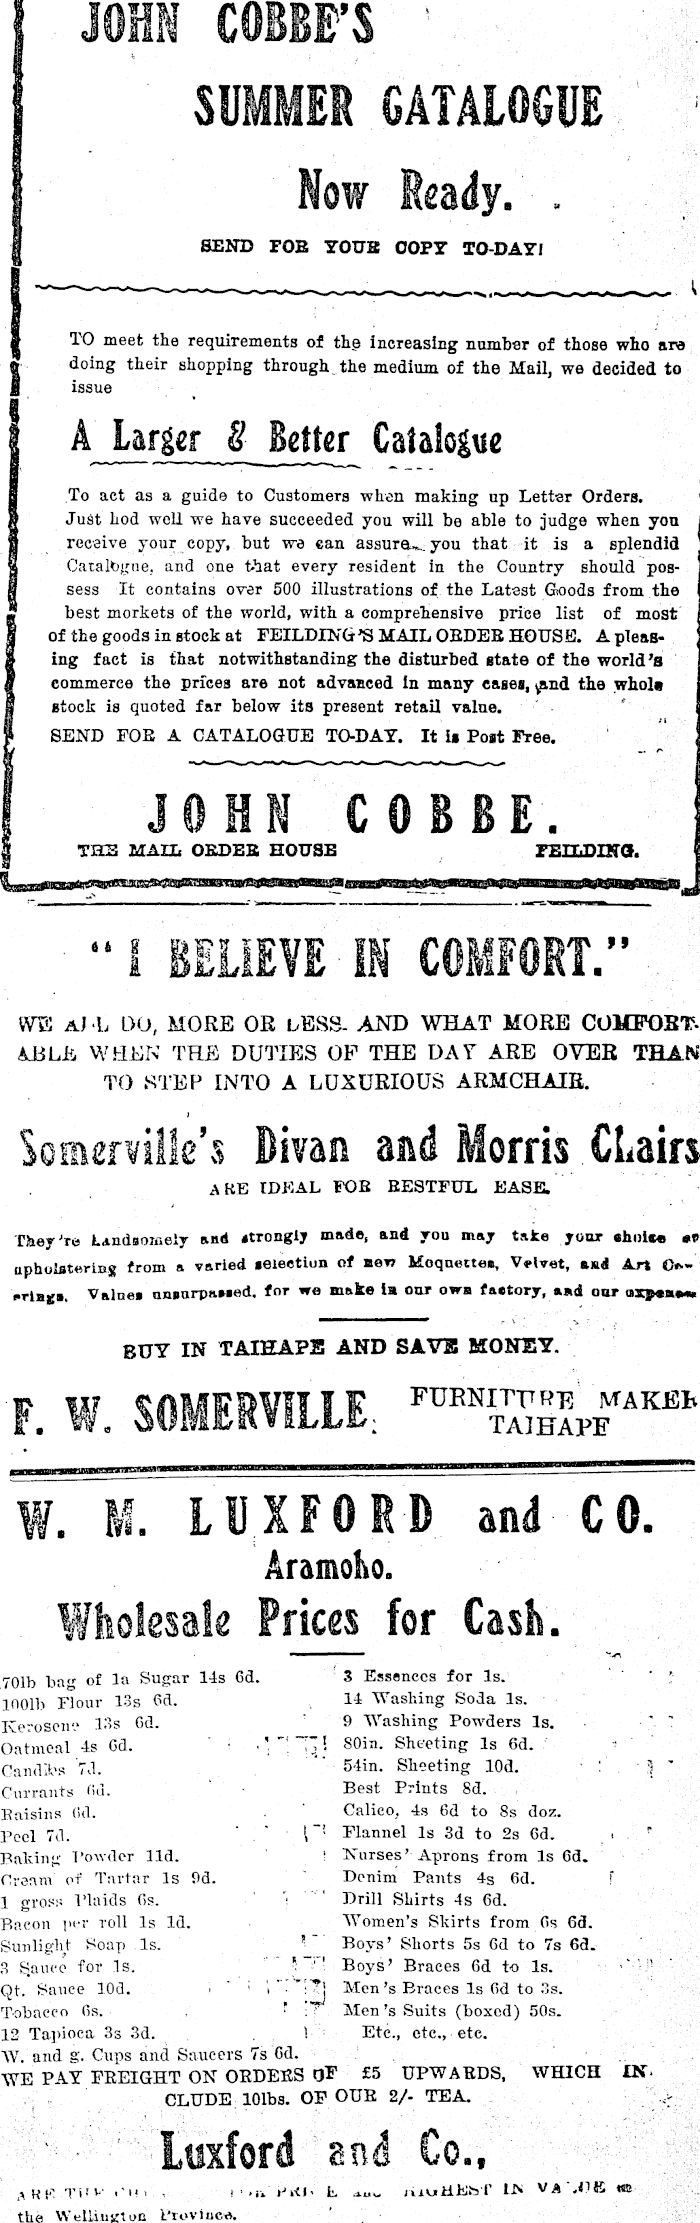 JOHN COBBE'S
SUMMER CATALOGUE
Now Ready.
SEND FOR YOUR COPY TO-DAY!
TO meet the requirements of the increasing number of those who are
doing their shopping through the medium of the Mail, we decided to
issue
A Larger & Better Catalogue
To act as a guide to Customers when making up Letter Orders.
Just hod well we have succeeded you will be able to judge when you
receive your copy, but we can assure you that it is a splendid
Catalogue, and one that every resident in the Country should pos-
sess It contains over 500 illustrations of the Latest Goods from the
best morkets of the world, with a comprehensive price list of most
of the goods in stock at FEILDING'S MAIL ORDER HOUSE. A pleas-
ing fact is that notwithstanding the disturbed state of the world's
commerce the prices are not advanced in many cases, and the whole
stock is quoted far below its present retail value.
SEND FOR A CATALOGUE TO-DAY. It is Post Free.
JOHN COBBE.
THE MAIL ORDER HOUSE FEILDING.
"I BELIEVE IN COMFORT."
WE ALL DO, MORE OR LESS. AND WHAT MORE COMFORT-
ABLE WHEN THE DUTIES OF THE DAY ARE OVER THAN
TO STEP INTO A LUXURIOUS ARMCHAIR.
Somerville's Divan and Morris Chairs
ARE IDEAL FOR RESTFUL EASE.
They're handsomely and strongly made, and you may take your choice
upholstering from a varied selection of new Moquettes, Velvet, and Art Co-
erings. Values unsurpassed, for we make in our own factory, and our expenses
BUY IN TAIHAPE AND SAVE MONEY.
F. W. SOMERVILLE, FURNITURE MAKER
TAIHAPE
W. M. LUXFORD and CO.
Aramoho.
Wholesale Prices for Cash.
70lb bag of 1a Sugar 14s 6d.
100lb Flour 13s 6d.
Kerosene 13s 6d.
Oatmeal 4s 6d.
Candles 7d.
Currants 6d.
Raisins 6d.
Peel 7d.
Baking Powder 11d.
Cream of Tartar 1s 9d.
1 gross Plaids 6s.
Bacon per roll 1s 1d.
Sunlight Soap 1s.
3 Sauce for 1s.
Qt. Sauce 10d.
Tobacco 6s.
12 Tapioca 3s 3d.
W. and g. Cups and Saucers 7s 6d.
3 Essences for 1s.
14 Washing Soda 1s.
9 Washing Powders 1s.
80in. Sheeting 1s 6d.
54in. Sheeting 10d.
Best Prints 8d.
Calico, 4s 6d to 8s doz.
Flannel 1s 3d to 2s 6d.
Nurses' Aprons from 1s 6d.
Denim Pants 4s 6d.
Drill Shirts 4s 6d.
Women's Skirts from 6s 6d.
Boys' Shorts 5s 6d to 7s 6d.
Boys' Braces 6d to 1s.
Men's Braces 1s 6d to 3s.
Men's Suits (boxed) 50s.
Etc., etc., etc.
WE PAY FREIGHT ON ORDERS OF £5 UPWARDS, WHICH IN-
CLUDE 10lbs. OF OUR 2/- TEA.
Luxford and Co.,
ARE THE HIGHEST IN VALUE
the Wellington Province.